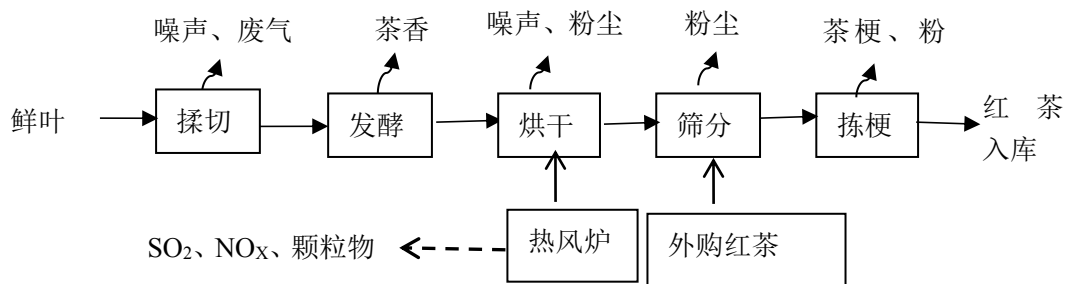 噪声、废气
茶香
噪声、粉尘
粉尘
茶梗、粉
鲜叶
揉切
发酵
烘干
筛分
拣梗
红 茶
入库
SO₂、NOX、颗粒物
热风炉
外购红茶